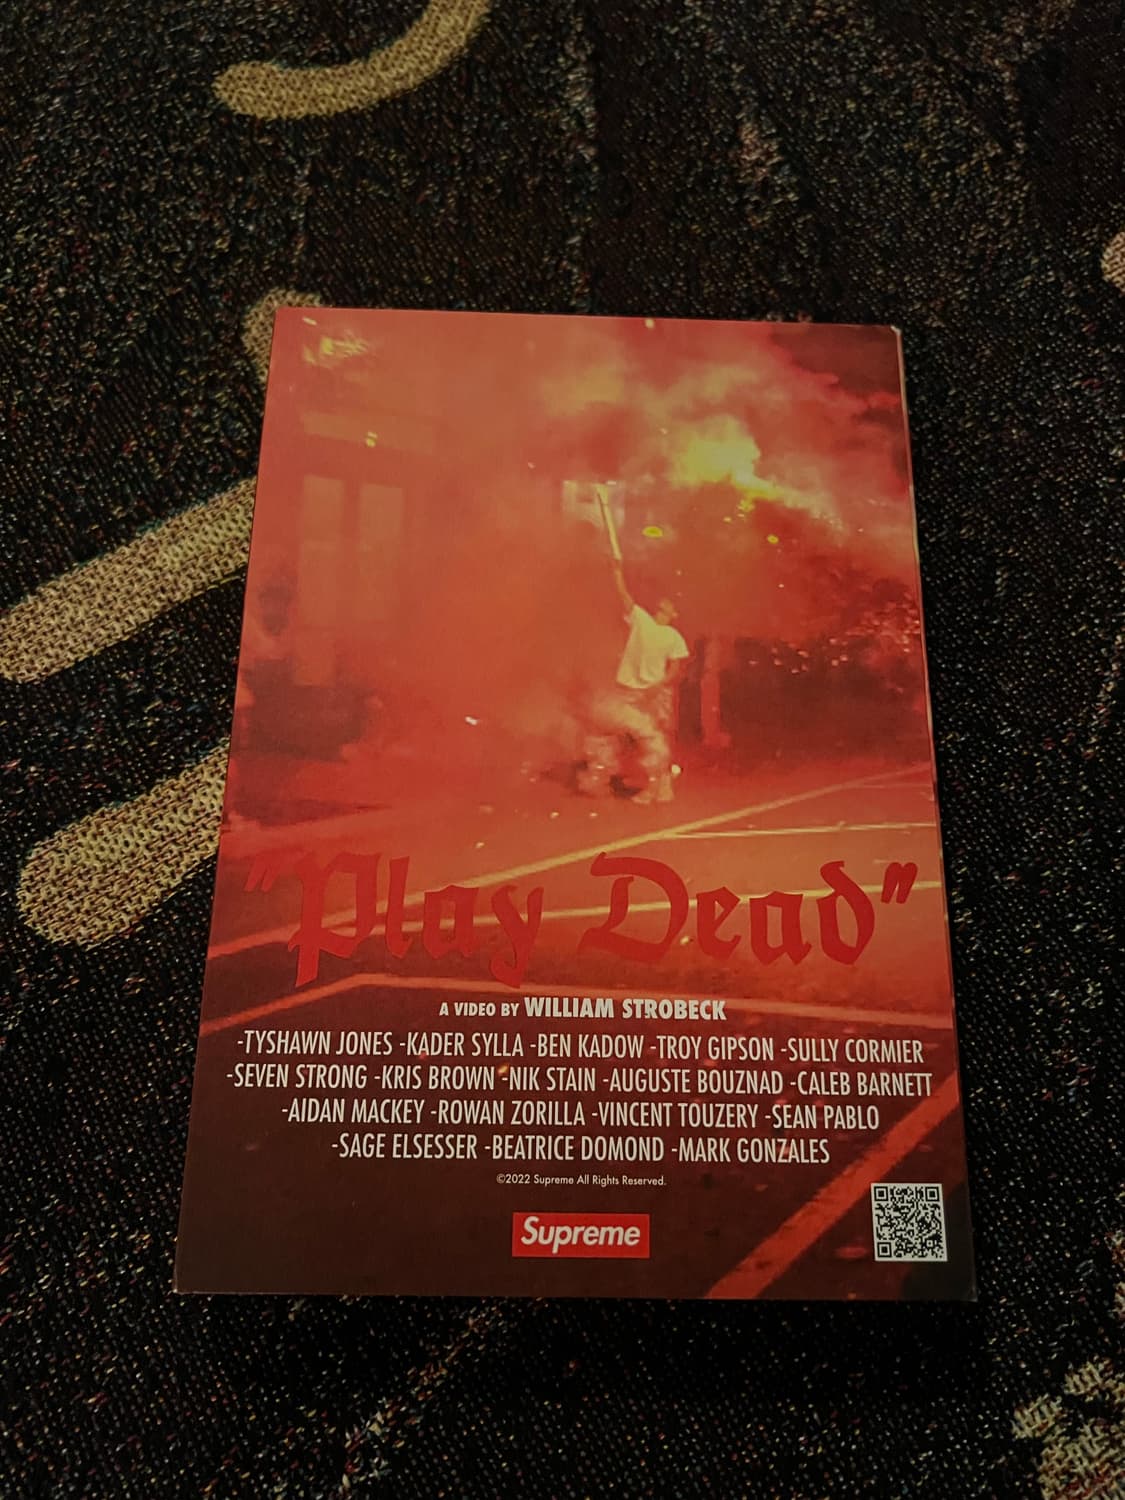 "Play Dead"
A VIDEO BY WILLIAM STROBECK
-TYSHAWN JONES -KADER SYLLA -BEN KADOW -TROY GIPSON -SULLY CORMIER
-SEVEN STRONG -KRIS BROWN -NIK STAIN -AUGUSTE BOUZNAD -CALEB BARNETT
-AIDAN MACKEY -ROWAN ZORILLA -VINCENT TOUZERY -SEAN PABLO
-SAGE ELSESSER -BEATRICE DOMOND -MARK GONZALES
©2022 Supreme All Rights Reserved.
Supreme